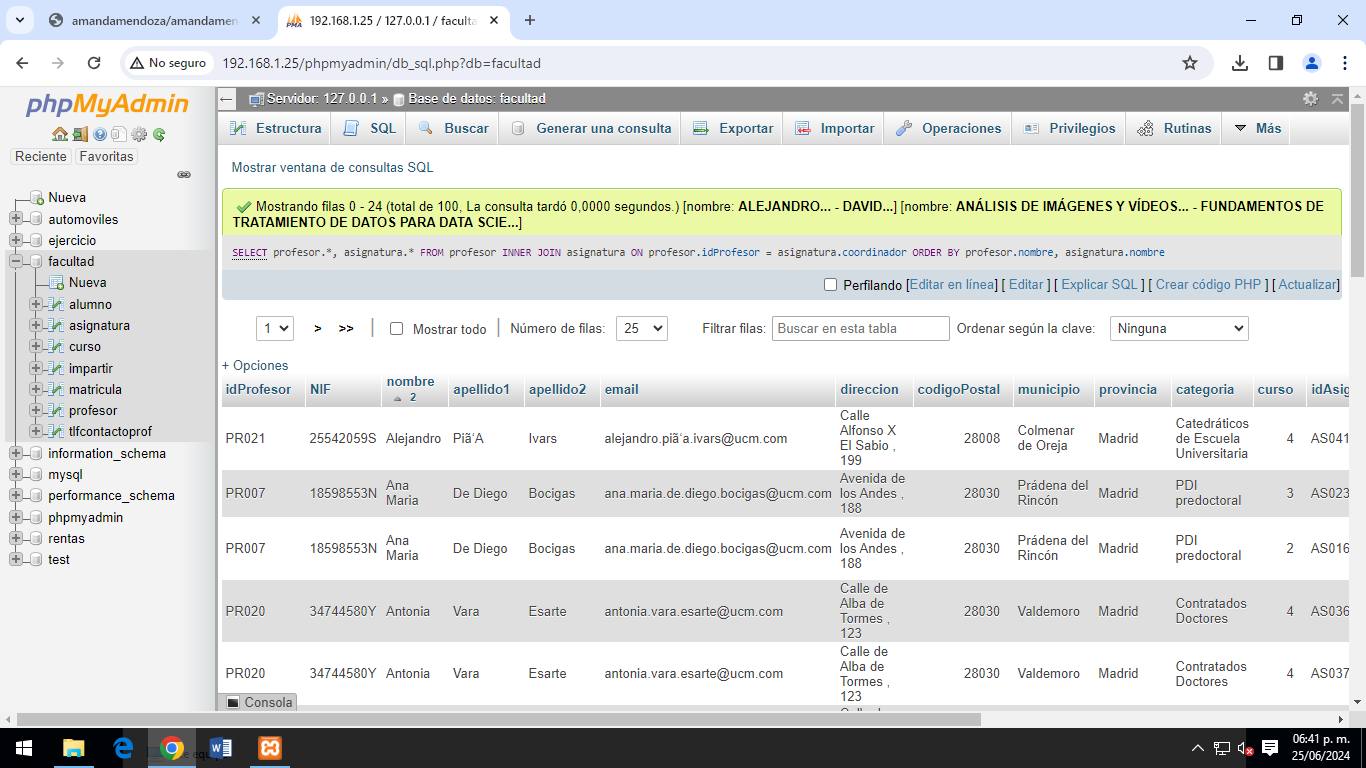 amandamendoza/amandamen
192.168.1.25 / 127.0.0.1 / faculta
No seguro
192.168.1.25/phpmyadmin/db_sql.php?db=facultad
phpMyAdmin
Reciente
Favoritas
Nueva
automoviles
ejercicio
facultad
Nueva
alumno
asignatura
curso
impartir
matricula
profesor
tlfcontactoprof
information_schema
mysql
performance_schema
phpmyadmin
rentas
test
Servidor: 127.0.0.1 » Base de datos: facultad
Estructura SQL Buscar Generar una consulta Exportar Importar Operaciones Privilegios Rutinas Más
Mostrar ventana de consultas SQL
Mostrando filas 0 - 24 (total de 100, La consulta tardó 0,0000 segundos.) [nombre: ALEJANDRO... - DAVID...] [nombre: ANÁLISIS DE IMÁGENES Y VÍDEOS... - FUNDAMENTOS DE
TRATAMIENTO DE DATOS PARA DATA SCIE...]
SELECT profesor.*, asignatura.* FROM profesor INNER JOIN asignatura ON profesor.idProfesor = asignatura.coordinador ORDER BY profesor.nombre, asignatura.nombre
Perfilando [Editar en línea] [ Editar ] [ Explicar SQL ] [ Crear código PHP ] [ Actualizar]
1 > >> Mostrar todo Número de filas: 25 Filtrar filas: Buscar en esta tabla Ordenar según la clave: Ninguna
+ Opciones
idProfesor NIF nombre 2 apellido1 apellido2 email direccion codigoPostal municipio provincia categoria curso idAsig
PR021 25542059S Alejandro Piã‘A Ivars alejandro.piã‘a.ivars@ucm.com Calle Alfonso X El Sabio , 199 28008 Colmenar de Oreja Madrid Catedráticos de Escuela Universitaria 4 AS041
PR007 18598553N Ana Maria De Diego Bocigas ana.maria.de.diego.bocigas@ucm.com Avenida de los Andes , 188 28030 Prádena del Rincón Madrid PDI predoctoral 3 AS023
PR007 18598553N Ana Maria De Diego Bocigas ana.maria.de.diego.bocigas@ucm.com Avenida de los Andes , 188 28030 Prádena del Rincón Madrid PDI predoctoral 2 AS016
PR020 34744580Y Antonia Vara Esarte antonia.vara.esarte@ucm.com Calle de Alba de Tormes , 123 28030 Valdemoro Madrid Contratados Doctores 4 AS036
PR020 34744580Y Antonia Vara Esarte antonia.vara.esarte@ucm.com Calle de Alba de Tormes , 123 28030 Valdemoro Madrid Contratados Doctores 4 AS037
Consola
06:41 p. m.
25/06/2024